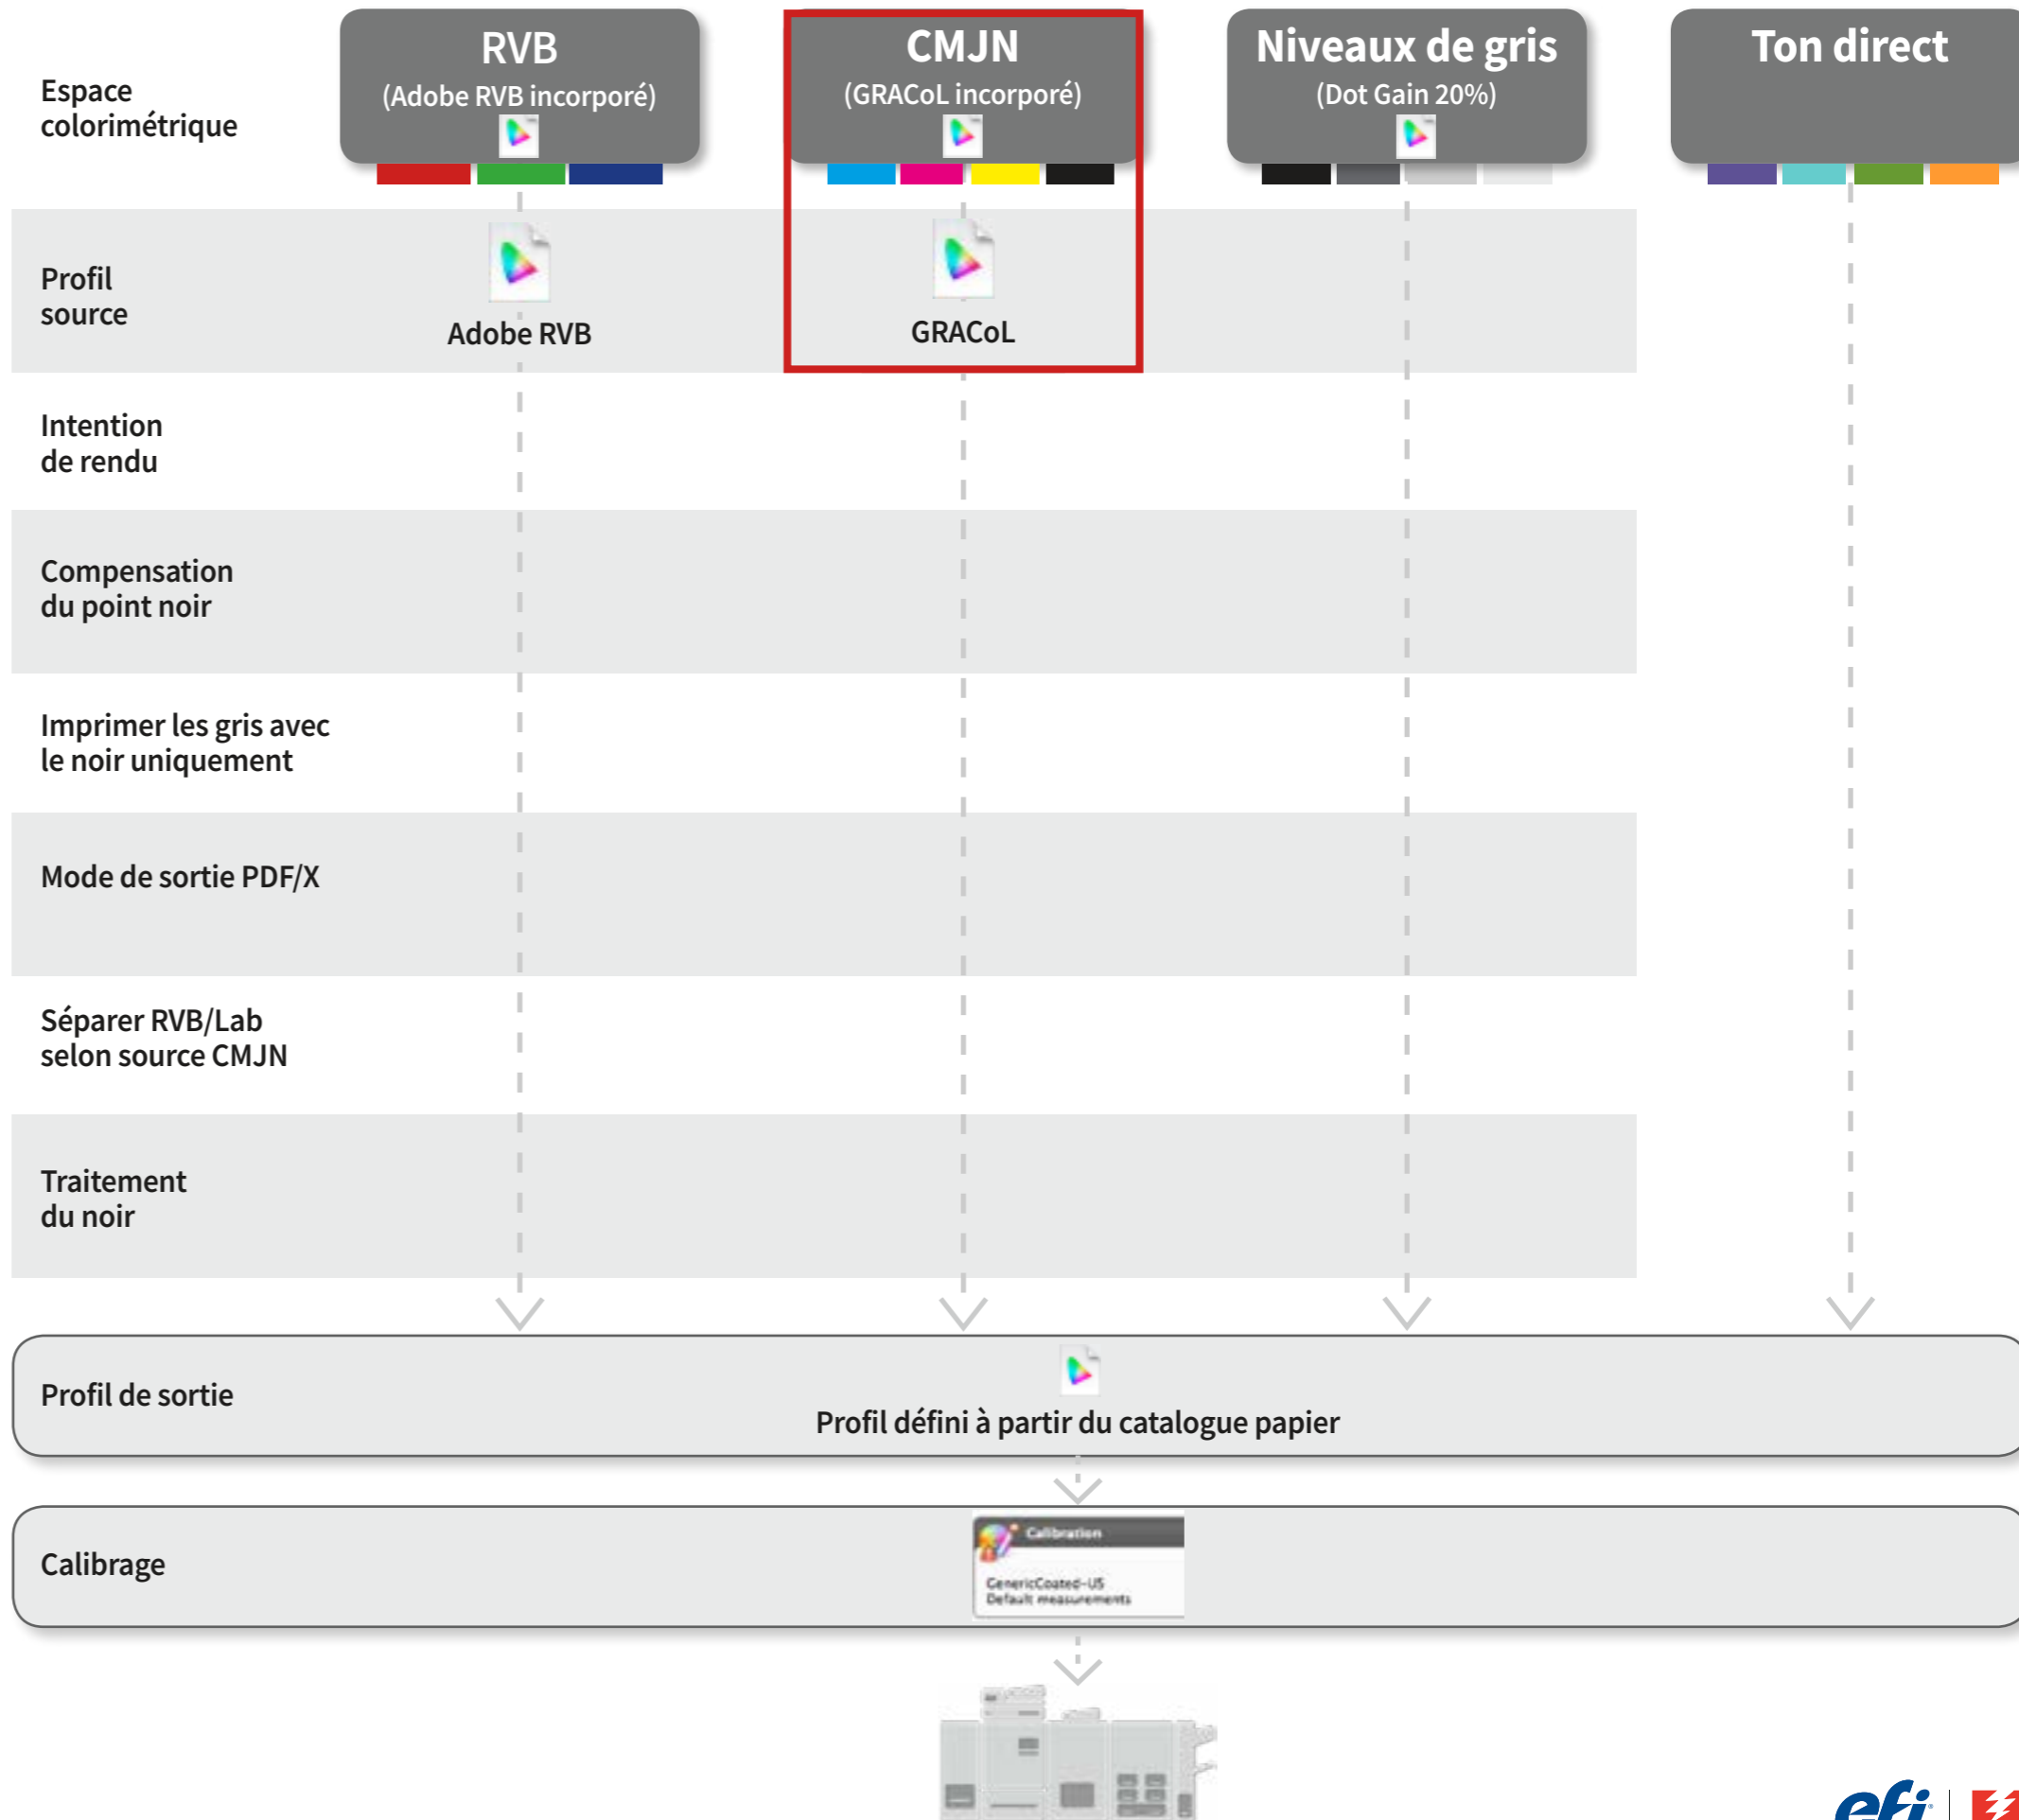 RVB
(Adobe RVB incorporé)
CMJN
(GRACoL incorporé)
Niveaux de gris
(Dot Gain 20%)
Ton direct
Espace
colorimétrique
Profil
source
Adobe RVB
GRACoL
Intention
de rendu
Compensation
du point noir
Imprimer les gris avec
le noir uniquement
Mode de sortie PDF/X
Séparer RVB/Lab
selon source CMJN
Traitement
du noir
Profil de sortie
Profil défini à partir du catalogue papier
Calibrage
Calibration
GenericCoated-US
Default measurements
efi